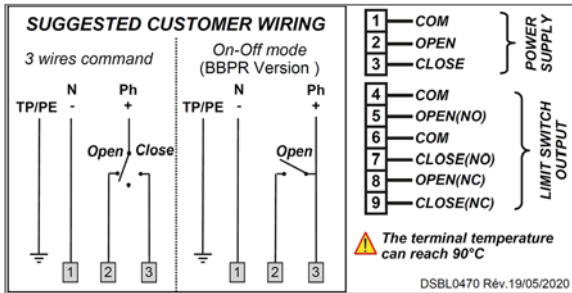 SUGGESTED CUSTOMER WIRING
3 wires command
N Ph
TP/PE - +
Open Close
1 2 3
On-Off mode
(BBPR Version )
N Ph
TP/PE - +
Open
1 2 3
1 COM
2 OPEN
3 CLOSE
POWER
SUPPLY
4 COM
5 OPEN(NO)
6 COM
7 CLOSE(NO)
8 OPEN(NC)
9 CLOSE(NC)
LIMIT SWITCH
OUTPUT
The terminal temperature
can reach 90°C
DSBL0470 Rév.19/05/2020